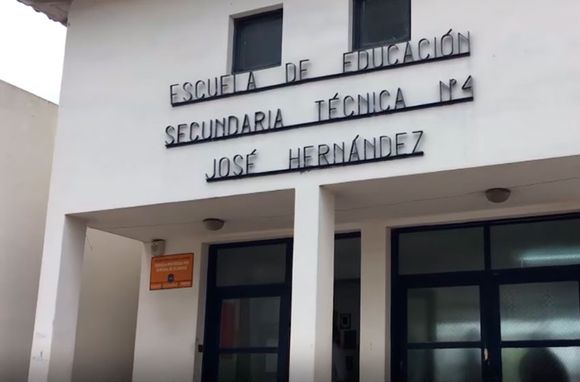 ESCUELA DE EDUCACIÓN
SECUNDARIA TÉCNICA Nº4
JOSÉ HERNÁNDEZ